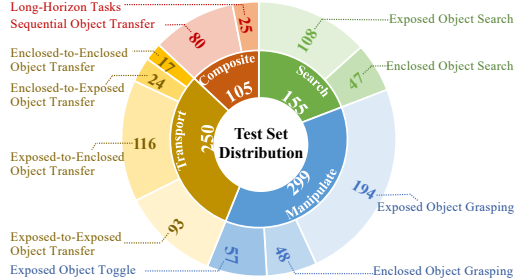 Long-Horizon Tasks
Sequential Object Transfer
Enclosed-to-Enclosed
Object Transfer
Enclosed-to-Exposed
Object Transfer
Exposed-to-Enclosed
Object Transfer
Exposed-to-Exposed
Object Transfer
Exposed Object Toggle
25
80
17
24
116
93
57
Composite
105
Transport
250
Test Set
Distribution
Search
155
299
Manipulate
108
47
194
48
Exposed Object Search
Enclosed Object Search
Exposed Object Grasping
Enclosed Object Grasping